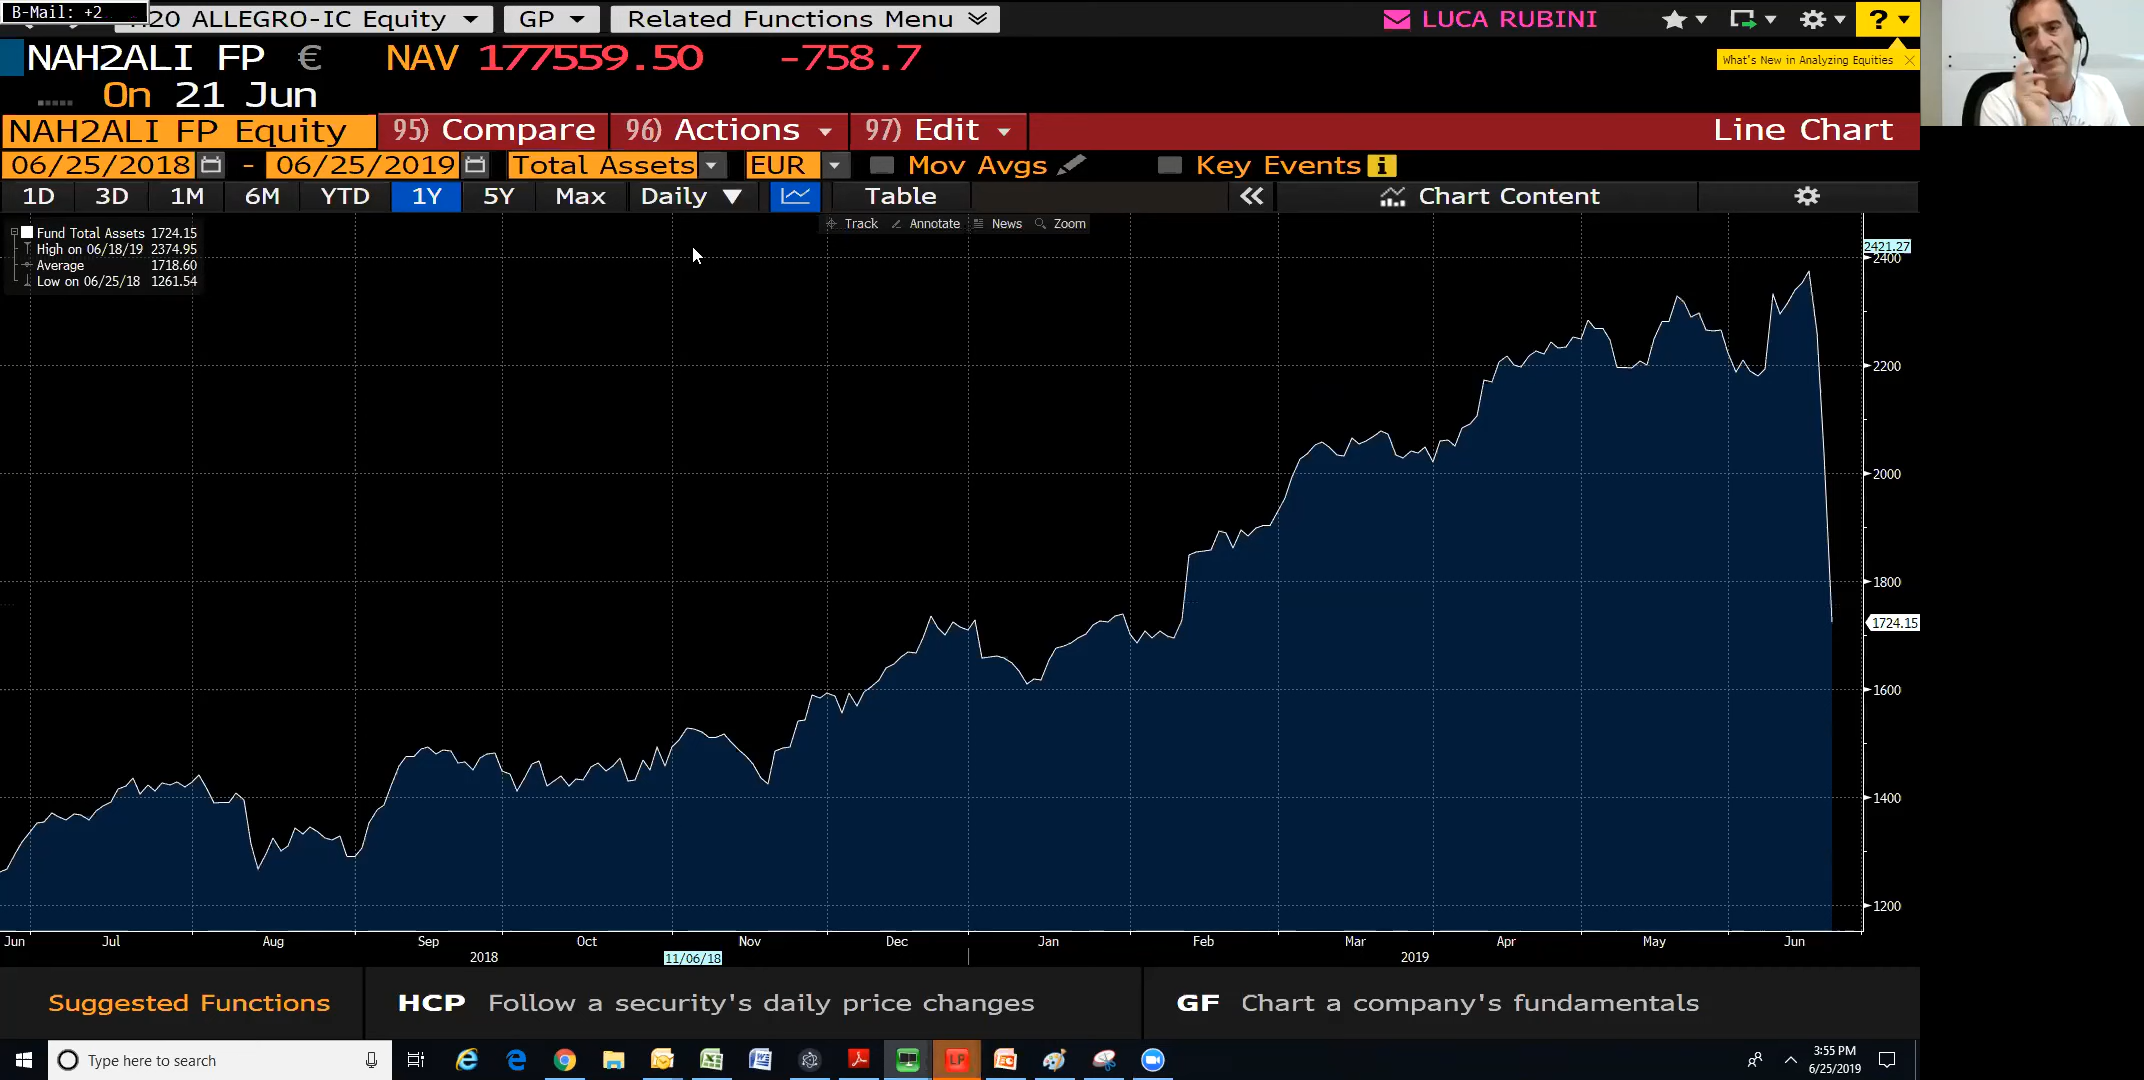 B-Mail: +2
H20 ALLEGRO-IC Equity GP Related Functions Menu LUCA RUBINI ?
What's New in Analyzing Equities
NAH2ALI FP € NAV 177559.50 -758.7
On 21 Jun
NAH2ALI FP Equity 95) Compare 96) Actions 97) Edit Line Chart
06/25/2018 - 06/25/2019 Total Assets EUR Mov Avgs Key Events i
1D 3D 1M 6M YTD 1Y 5Y Max Daily ▼ Table « Chart Content
Track Annotate News Zoom
Fund Total Assets 1724.15
High on 06/18/19 2374.95
Average 1718.60
Low on 06/25/18 1261.54
2421.27
2400
2200
2000
1800
1724.15
1600
1400
1200
Jun Jul Aug Sep Oct Nov Dec Jan Feb Mar Apr May Jun
2018 11/06/18 2019
Suggested Functions HCP Follow a security's daily price changes GF Chart a company's fundamentals
Type here to search LP 3:55 PM
6/25/2019